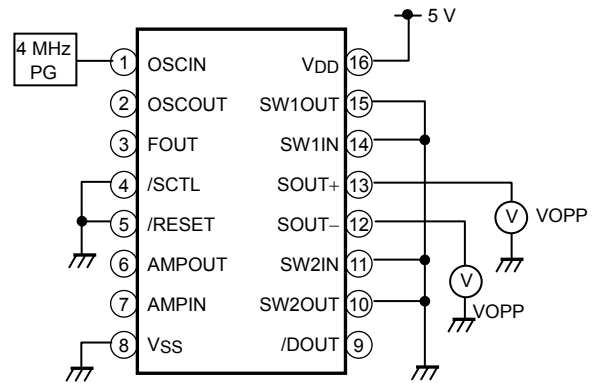 5 V
4 MHz
PG
1 OSCIN VDD 16
2 OSCOUT SW1OUT 15
3 FOUT SW1IN 14
4 /SCTL SOUT+ 13
V VOPP
5 /RESET SOUT− 12
6 AMPOUT SW2IN 11
V
VOPP
7 AMPIN SW2OUT 10
8 VSS /DOUT 9